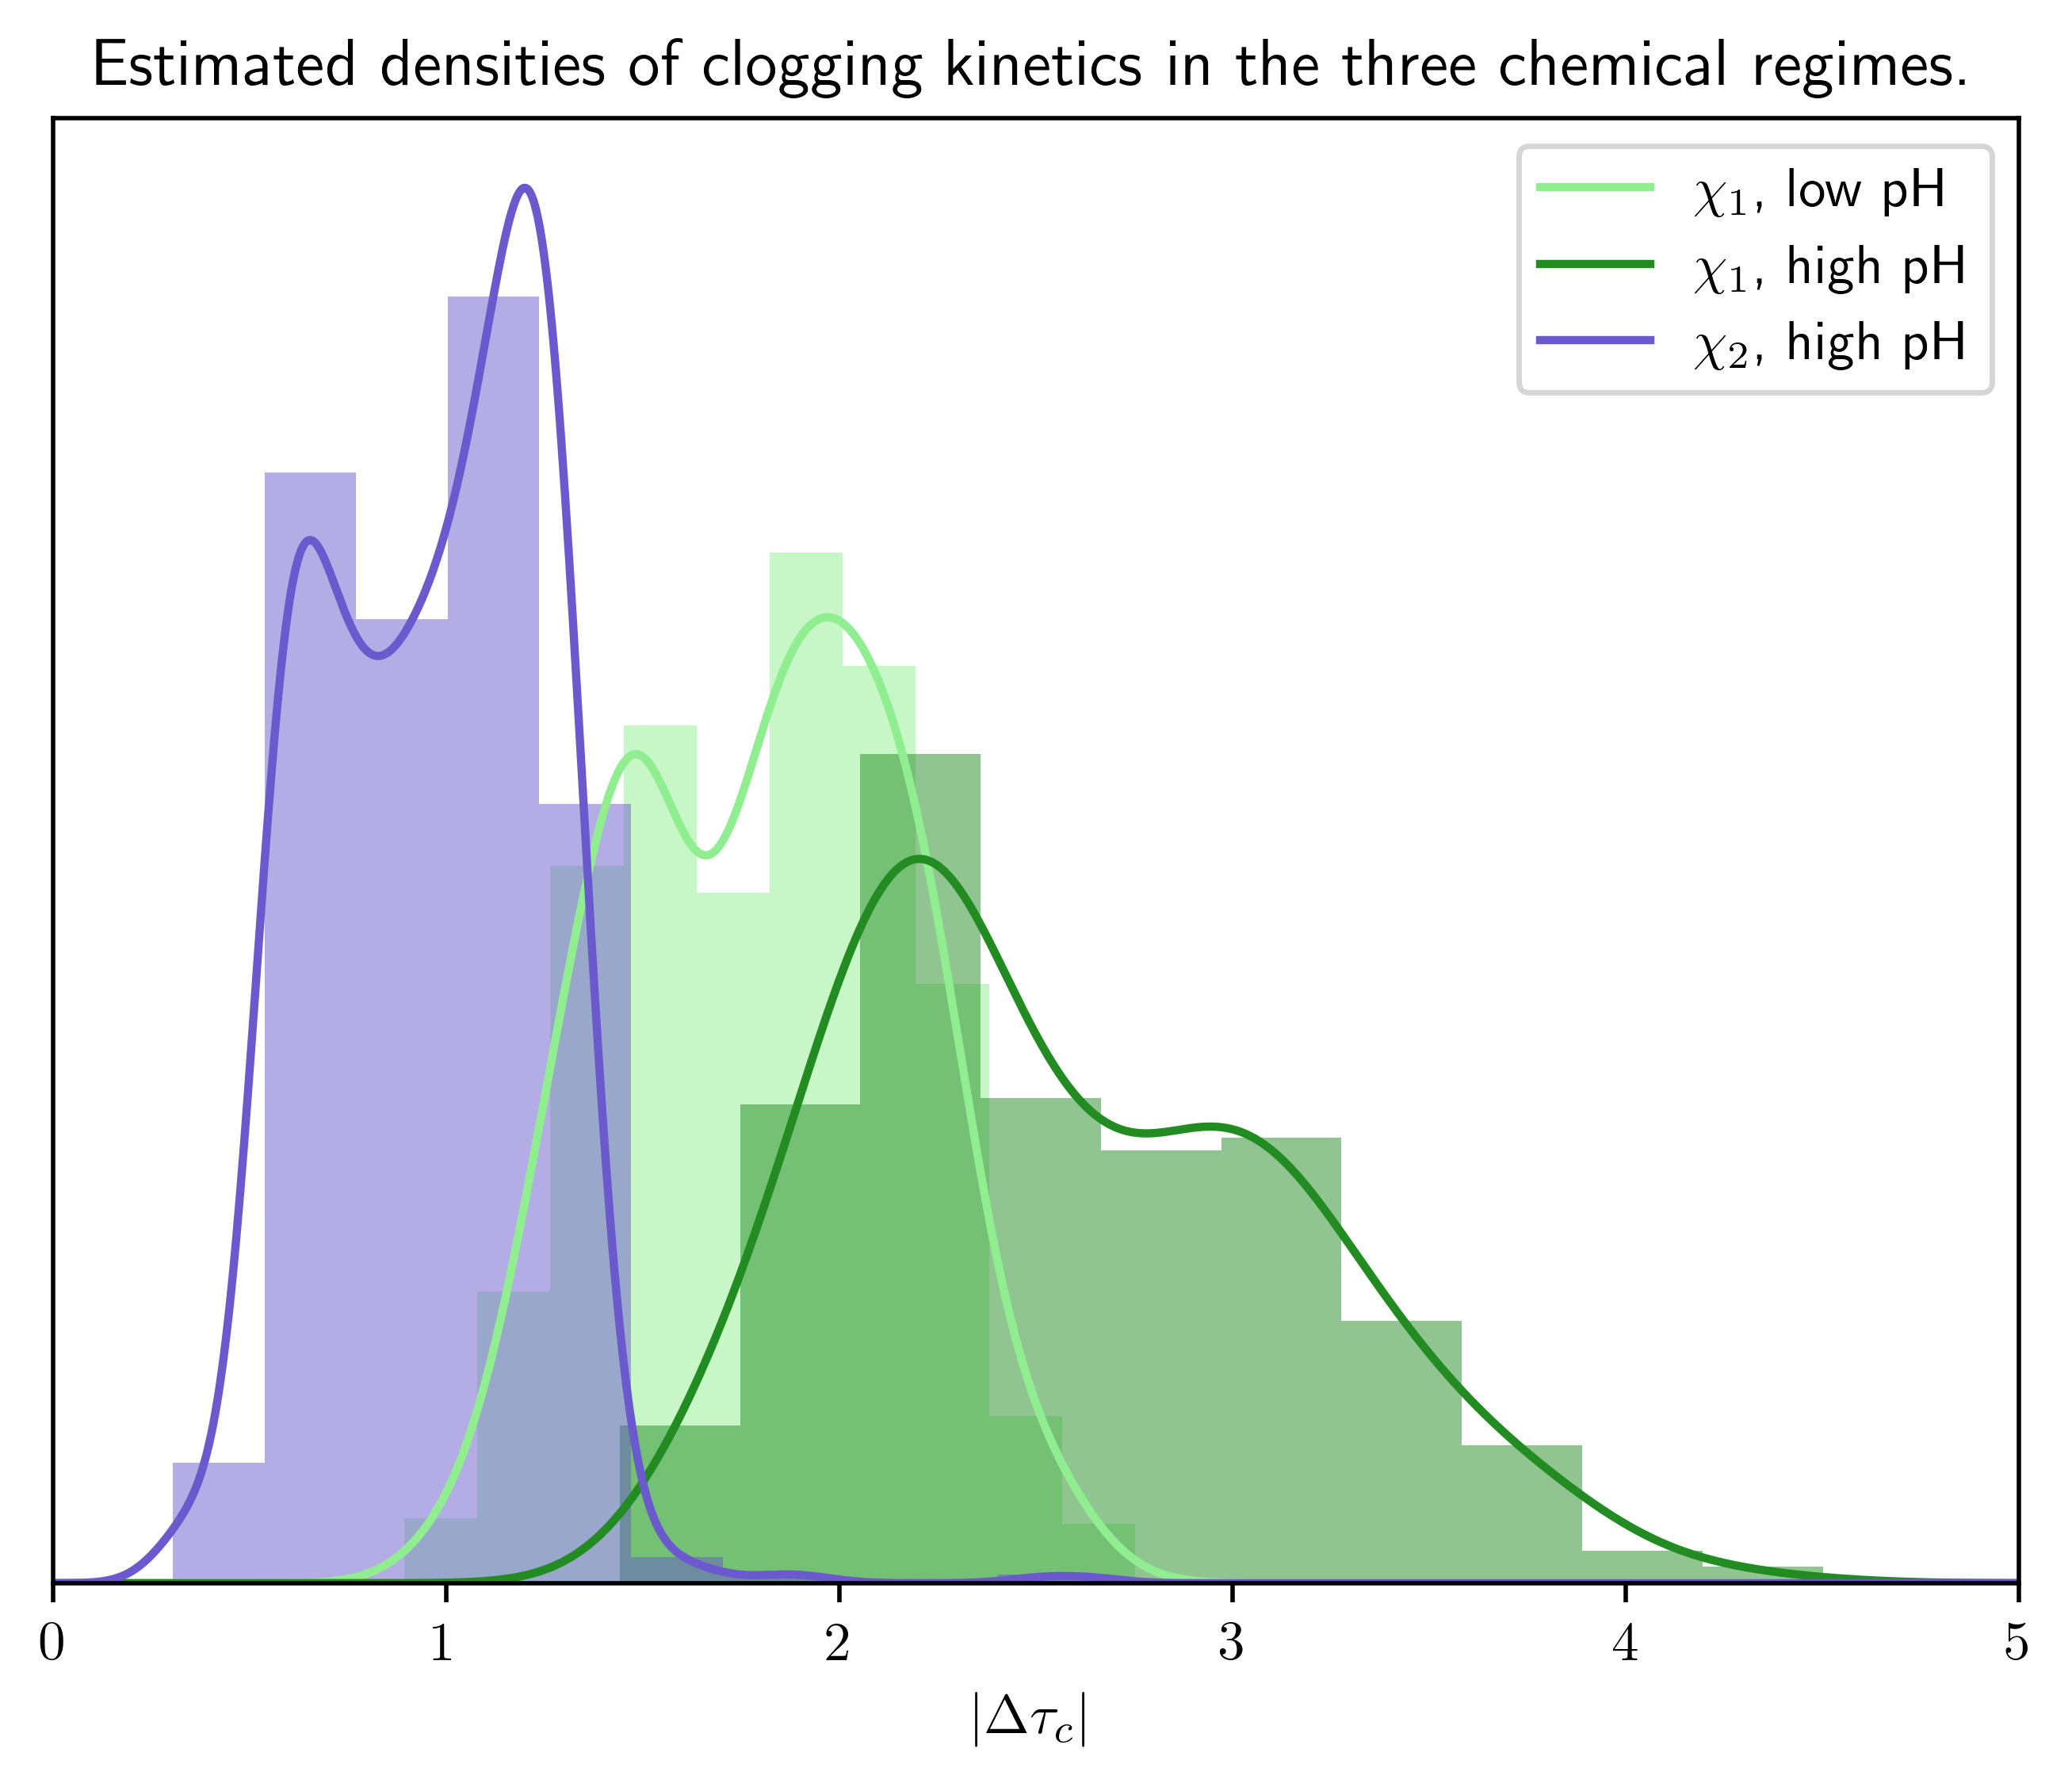 Estimated densities of clogging kinetics in the three chemical regimes.
χ₁, low pH
χ₁, high pH
χ₂, high pH
0 1 2 3 4 5
|Δτ_c|